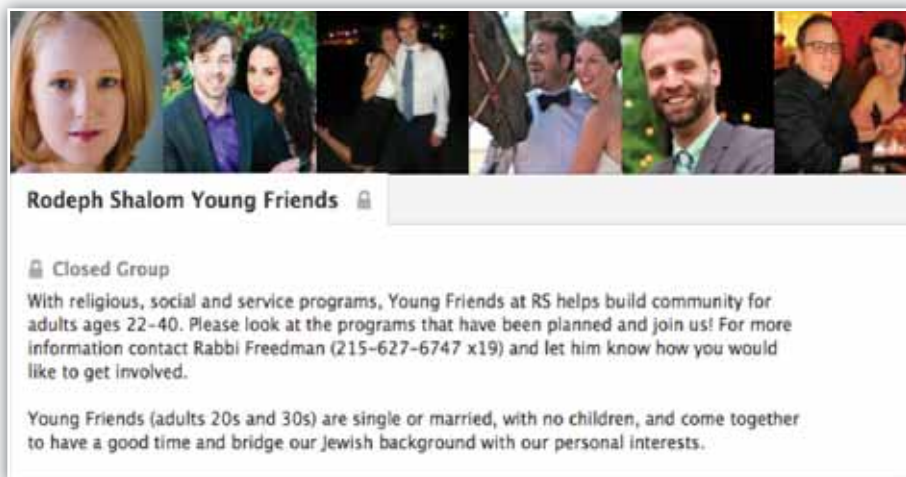 Rodeph Shalom Young Friends
Closed Group
With religious, social and service programs, Young Friends at RS helps build community for
adults ages 22-40. Please look at the programs that have been planned and join us! For more
information contact Rabbi Freedman (215-627-6747 x19) and let him know how you would
like to get involved.
Young Friends (adults 20s and 30s) are single or married, with no children, and come together
to have a good time and bridge our Jewish background with our personal interests.